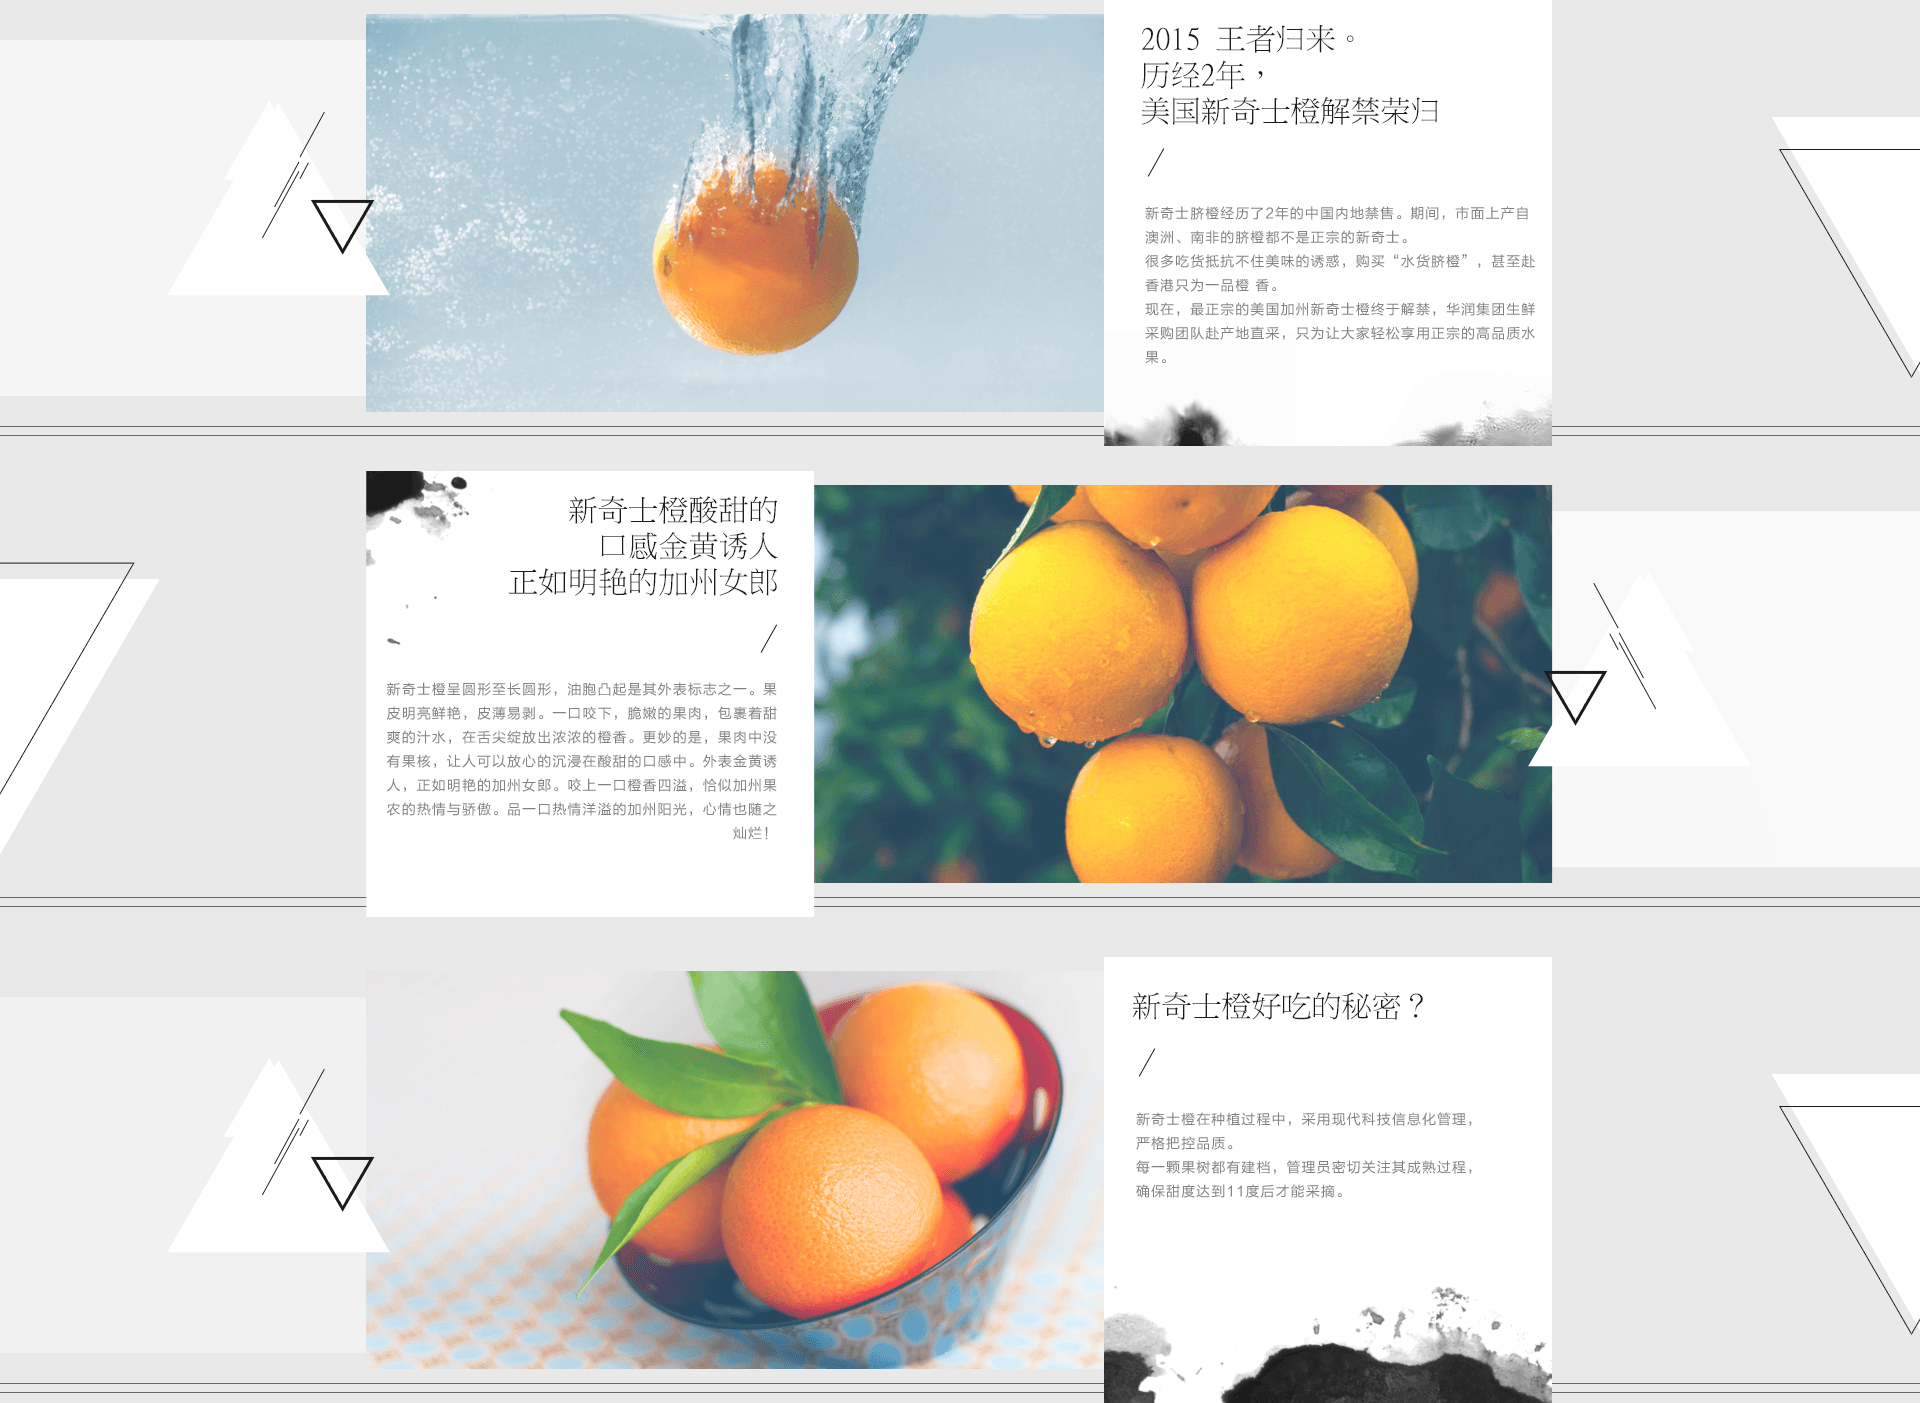 2015 王者归来。
历经2年，
美国新奇士橙解禁荣归
新奇士脐橙经历了2年的中国内地禁售。期间，市面上产自
澳洲、南非的脐橙都不是正宗的新奇士。
很多吃货抵抗不住美味的诱惑，购买“水货脐橙”，甚至赴
香港只为一品橙 香。
现在，最正宗的美国加州新奇士橙终于解禁，华润集团生鲜
采购团队赴产地直采，只为让大家轻松享用正宗的高品质水
果。
新奇士橙酸甜的
口感金黄诱人
正如明艳的加州女郎
新奇士橙呈圆形至长圆形，油胞凸起是其外表标志之一。果
皮明亮鲜艳，皮薄易剥。一口咬下，脆嫩的果肉，包裹着甜
爽的汁水，在舌尖绽放出浓浓的橙香。更妙的是，果肉中没
有果核，让人可以放心的沉浸在酸甜的口感中。外表金黄诱
人，正如明艳的加州女郎。咬上一口橙香四溢，恰似加州果
农的热情与骄傲。品一口热情洋溢的加州阳光，心情也随之
灿烂！
新奇士橙好吃的秘密？
新奇士橙在种植过程中，采用现代科技信息化管理，
严格把控品质。
每一颗果树都有建档，管理员密切关注其成熟过程，
确保甜度达到11度后才能采摘。